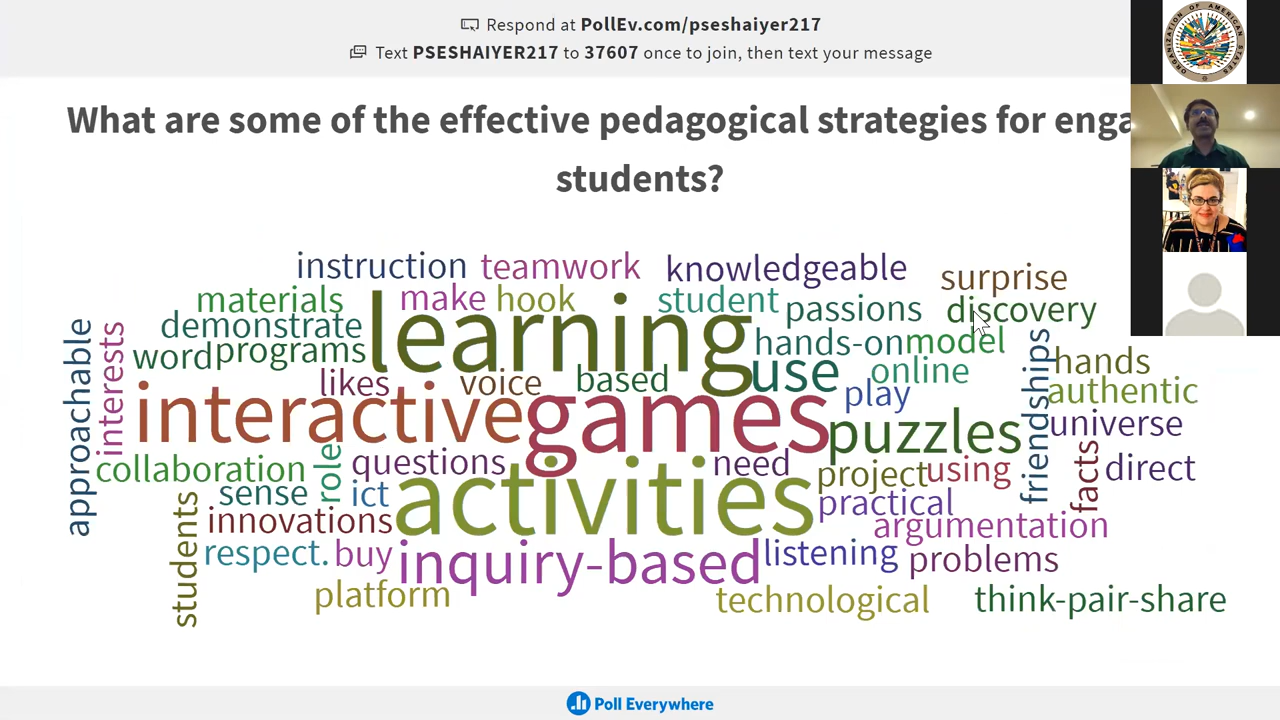 Respond at PollEv.com/pseshaiyer217
Text PSESHAIYER217 to 37607 once to join, then text your message
What are some of the effective pedagogical strategies for
students?
instruction teamwork knowledgeable surprise
materials make hook student passions discovery
demonstrate learning hands-on model
word programs use online hands
approachable interests likes voice based play friendships authentic
interactive games puzzles universe
collaboration role questions need project using facts direct
students sense ict activities practical
innovations argumentation
respect. buy inquiry-based listening problems
platform technological think-pair-share
Poll Everywhere
ORGANIZATION OF AMERICAN STATES